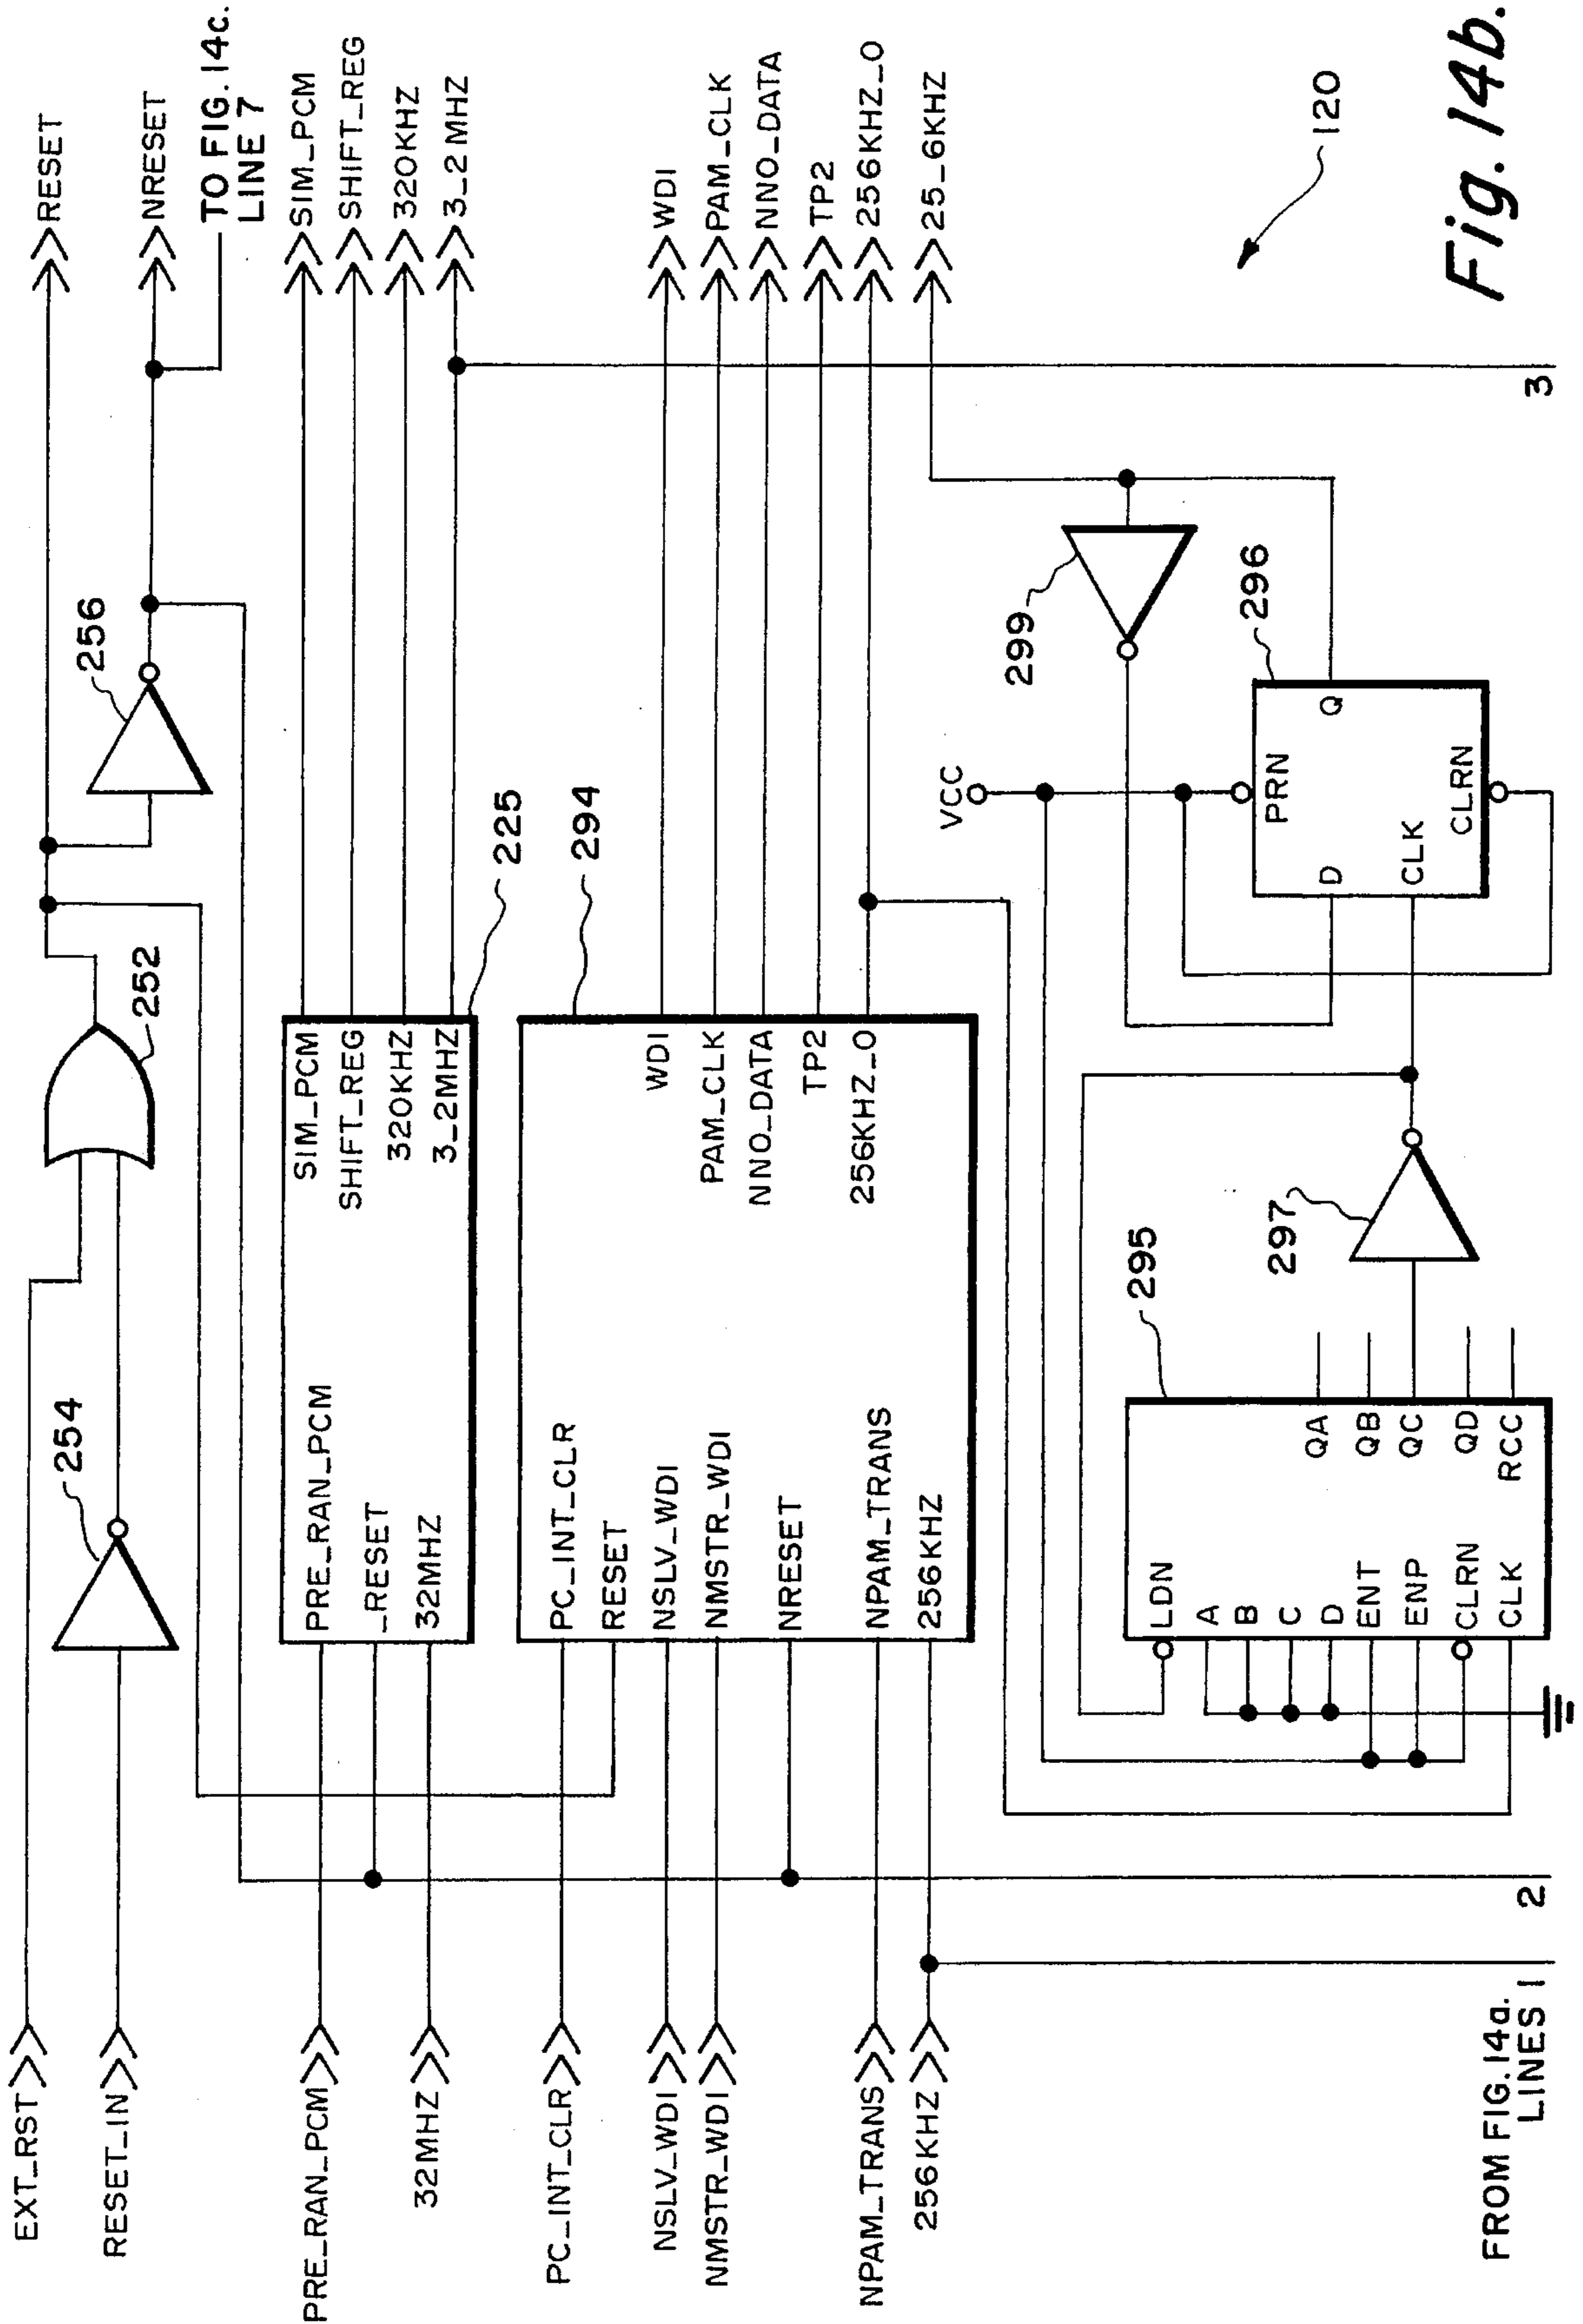 EXT_RST
RESET_IN
254
252
256
RESET
NRESET
TO FIG. 14c.
LINE 7
PRE_RAN_PCM
32MHZ
PRE_RAN_PCM
_RESET
32MHZ
SIM_PCM
SHIFT_REG
320KHZ
3_2MHZ
225
SIM_PCM
SHIFT_REG
320KHZ
3_2MHZ
PC_INT_CLR
NSLV_WDI
NMSTR_WDI
NPAM_TRANS
256KHZ
PC_INT_CLR
RESET
NSLV_WDI
NMSTR_WDI
NRESET
NPAM_TRANS
256KHZ
WDI
PAM_CLK
NNO_DATA
TP2
256KHZ_O
294
WDI
PAM_CLK
NNO_DATA
TP2
256KHZ_O
25_6KHZ
VCC
295
LDN
A
B
C
D
ENT
ENP
CLRN
CLK
QA
QB
QC
QD
RCC
297
299
296
PRN
D
Q
CLK
CLRN
120
FROM FIG. 14a.
LINES 1
2
3
Fig. 14b.